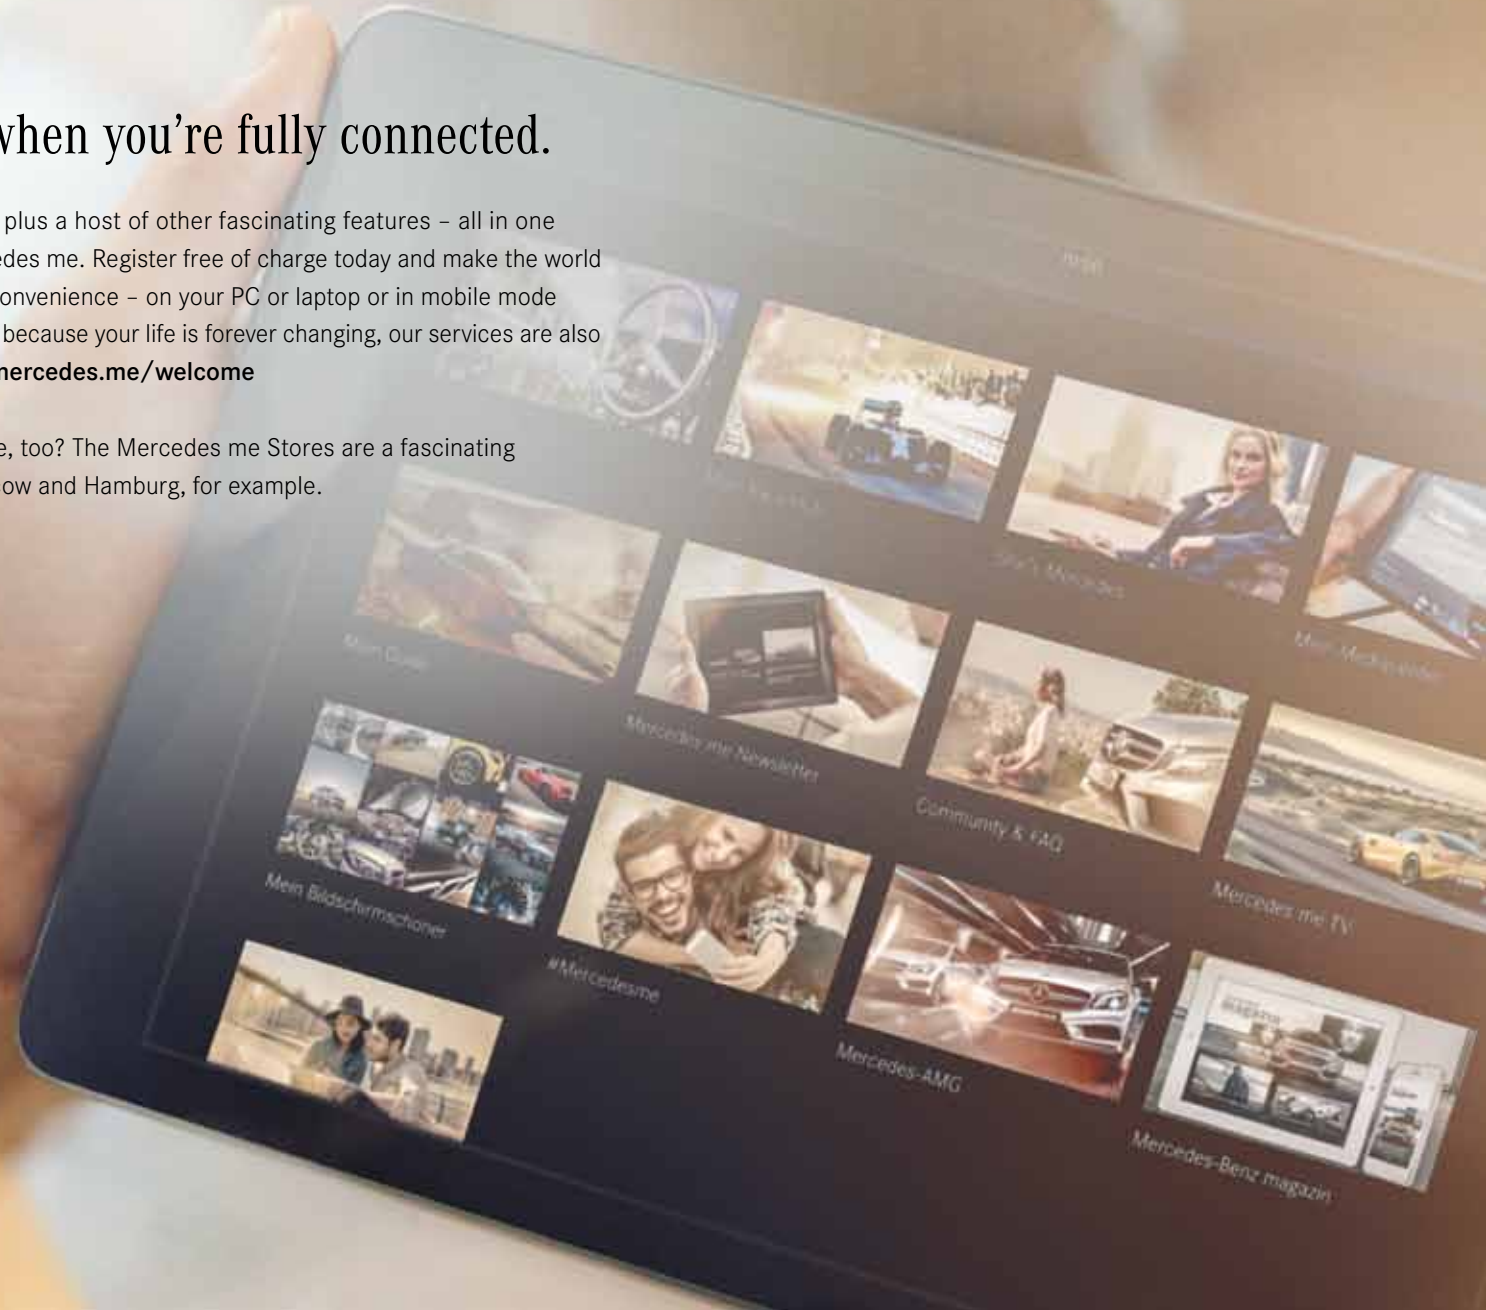 when you're fully connected.
plus a host of other fascinating features – all in one
edes me. Register free of charge today and make the world
onvenience – on your PC or laptop or in mobile mode
because your life is forever changing, our services are also
mercedes.me/welcome
e, too? The Mercedes me Stores are a fascinating
ow and Hamburg, for example.
Mercedes me Newsletter
Community & FAQ
Mercedes me TV
Mein Bildschirmschoner
#Mercedesme
Mercedes-AMG
Mercedes-Benz magazin
magazin